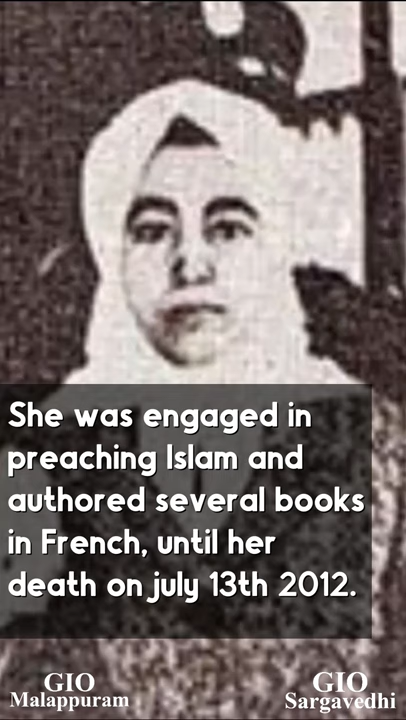 She was engaged in
preaching Islam and
authored several books
in French, until her
death on july 13th 2012.
GIO
Malappuram
GIO
Sargavedhi